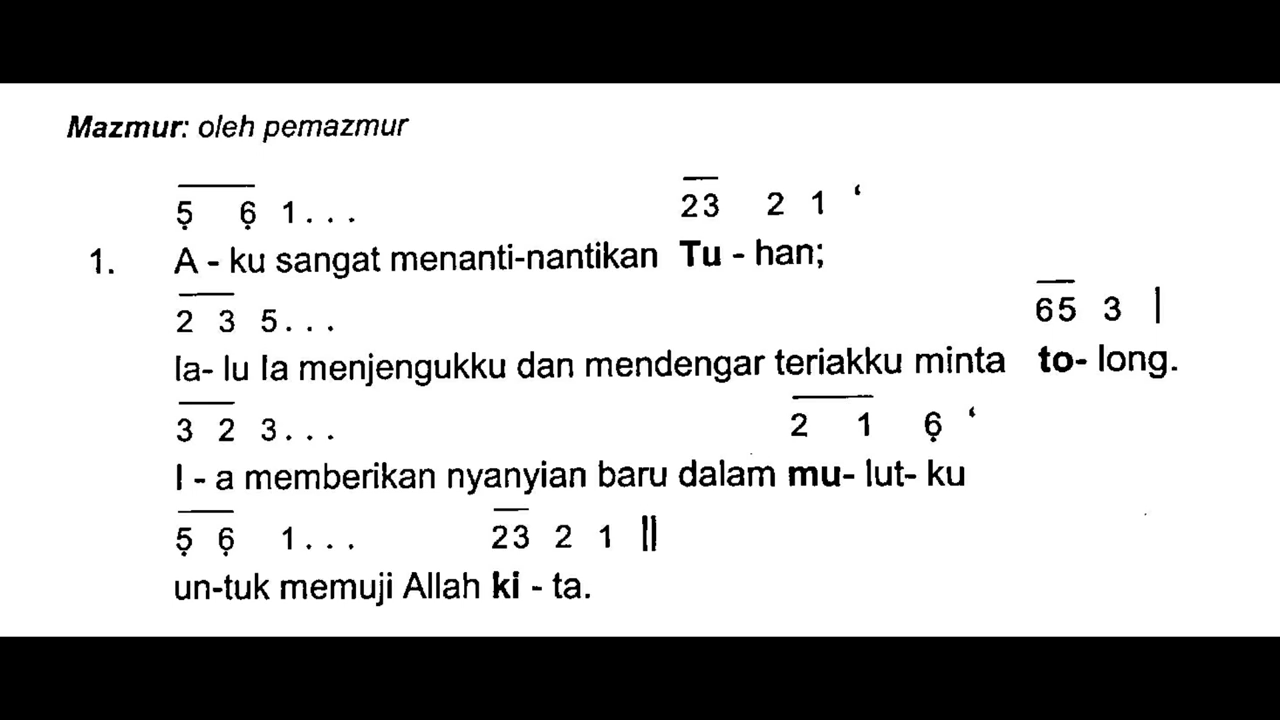 Mazmur: oleh pemazmur
5̣ 6̣ 1 . . . 23 2 1 ‘
1. A - ku sangat menanti-nantikan Tu - han;
2 3 5 . . . 65 3 |
la- lu Ia menjengukku dan mendengar teriakku minta to- long.
3 2 3 . . . 2 1 6̣ ‘
I - a memberikan nyanyian baru dalam mu- lut- ku
5̣ 6̣ 1 . . . 23 2 1 ||
un-tuk memuji Allah ki - ta.